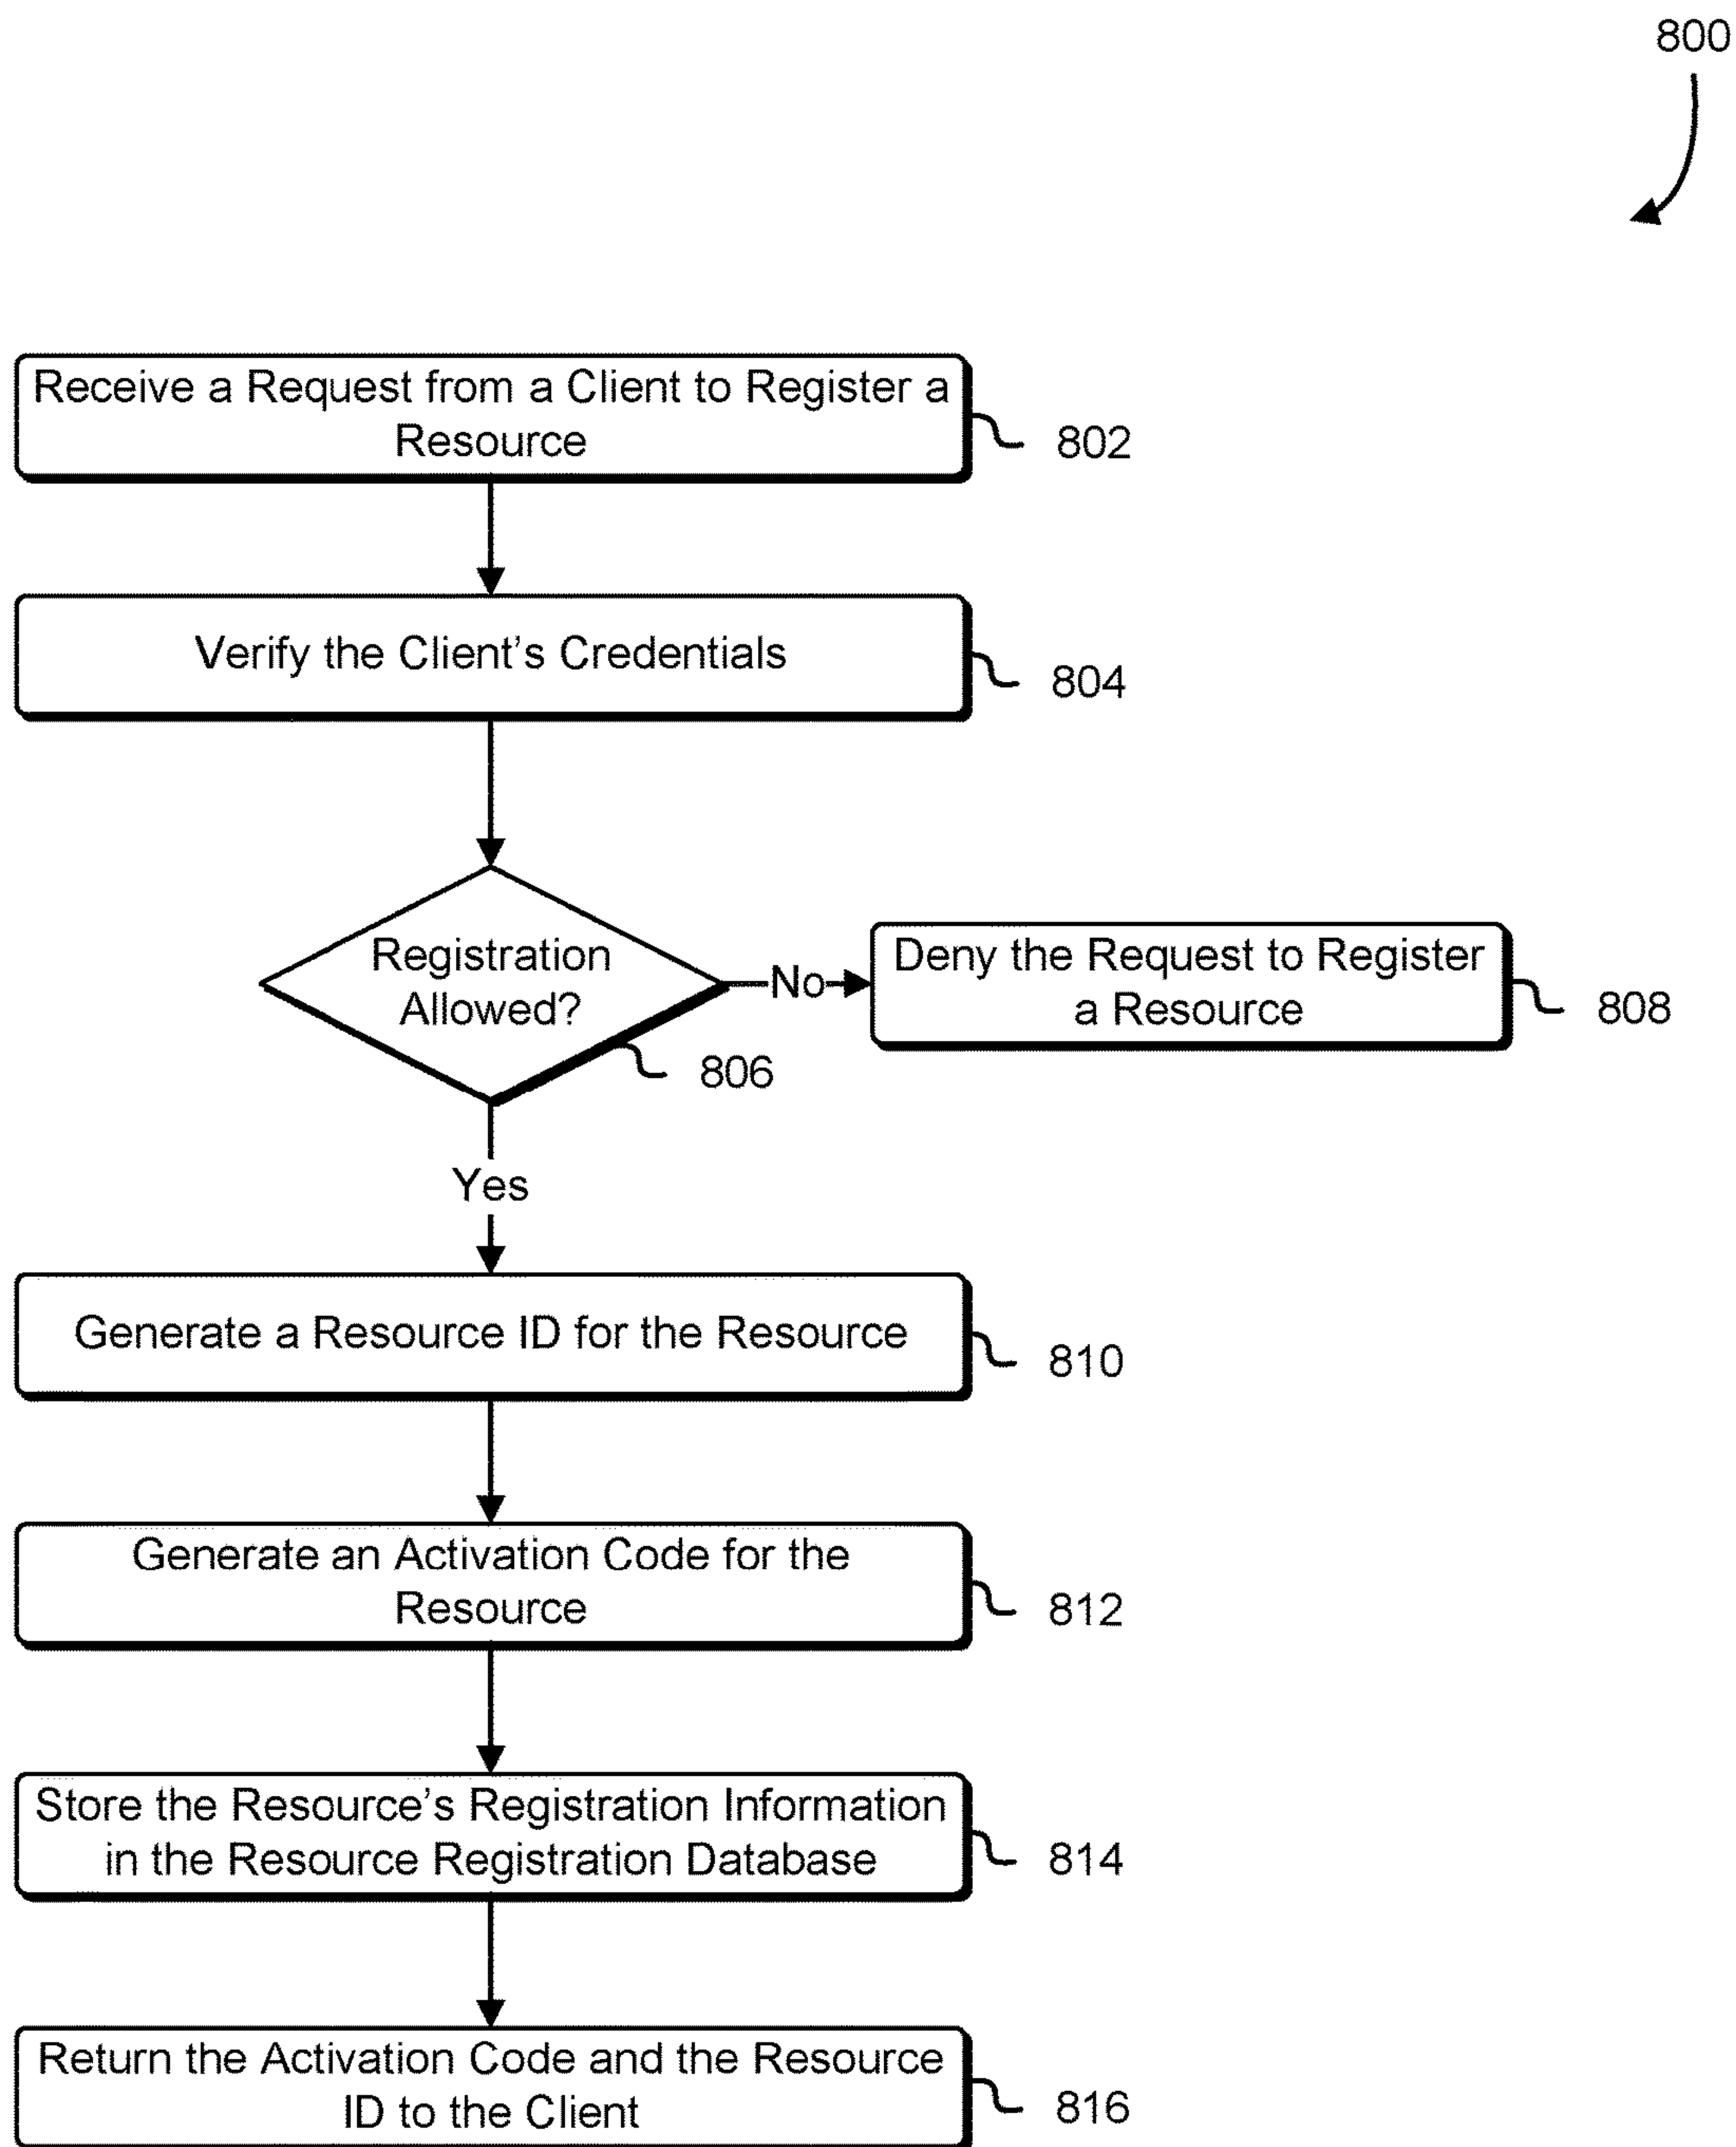 800
Receive a Request from a Client to Register a
Resource
802
Verify the Client's Credentials
804
Registration
Allowed?
806
No
Deny the Request to Register
a Resource
808
Yes
Generate a Resource ID for the Resource
810
Generate an Activation Code for the
Resource
812
Store the Resource's Registration Information
in the Resource Registration Database
814
Return the Activation Code and the Resource
ID to the Client
816